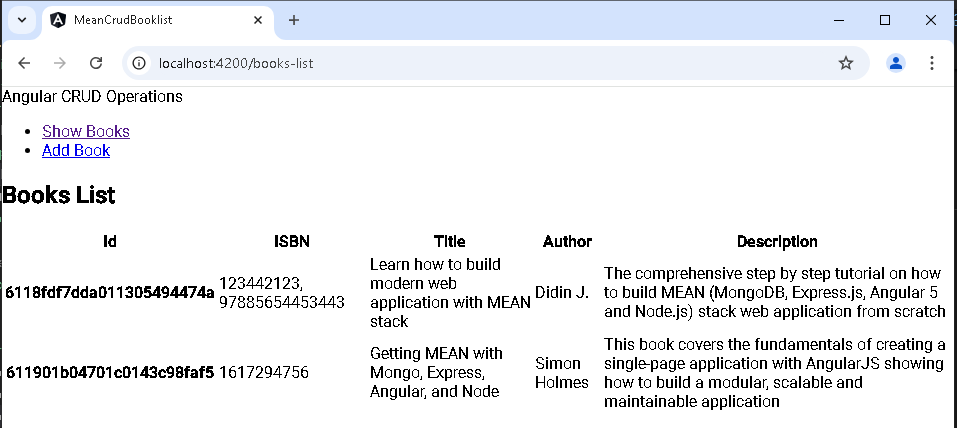 MeanCrudBooklist
localhost:4200/books-list
Angular CRUD Operations
Show Books
Add Book
Books List
Id ISBN Title Author Description
6118fdf7dda011305494474a
123442123,
97885654453443
Learn how to build
modern web
application with MEAN
stack
Didin J.
The comprehensive step by step tutorial on how
to build MEAN (MongoDB, Express.js, Angular 5
and Node.js) stack web application from scratch
611901b04701c0143c98faf5
1617294756
Getting MEAN with
Mongo, Express,
Angular, and Node
Simon
Holmes
This book covers the fundamentals of creating a
single-page application with AngularJS showing
how to build a modular, scalable and
maintainable application